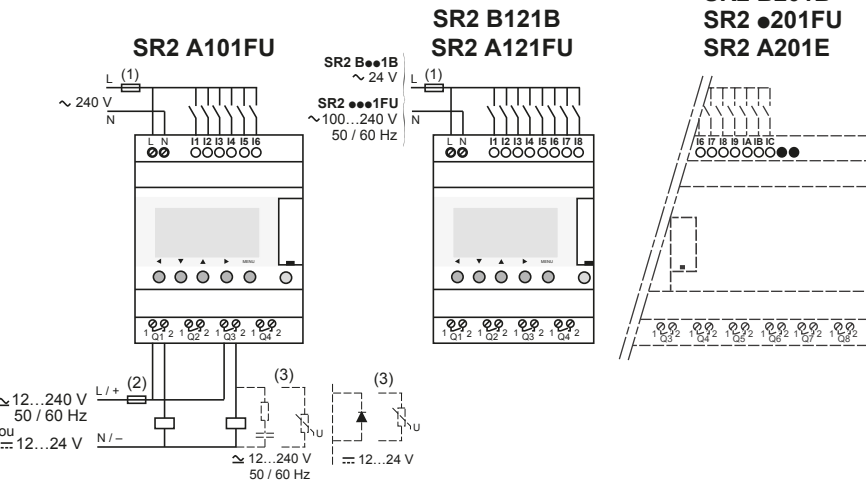 SR2 A101FU
L (1)
~ 240 V
N
L N I1 I2 I3 I4 I5 I6
MENU
1 Q1 2 1 Q2 2 1 Q3 2 1 Q4 2
L / + (2)
≃ 12…240 V
50 / 60 Hz
ou
⎓ 12…24 V
N / –
(3)
U
≃ 12…240 V
50 / 60 Hz
(3)
U
⎓ 12…24 V
SR2 B121B
SR2 A121FU
SR2 B●●1B
~ 24 V
L (1)
SR2 ●●●1FU
~ 100…240 V
50 / 60 Hz
N
L N I1 I2 I3 I4 I5 I6 I7 I8
MENU
1 Q1 2 1 Q2 2 1 Q3 2 1 Q4 2
SR2 B201B
SR2 ●201FU
SR2 A201E
I6 I7 I8 I9 IA IB IC
1 Q3 2 1 Q4 2 1 Q5 2 1 Q6 2 1 Q7 2 1 Q8 2